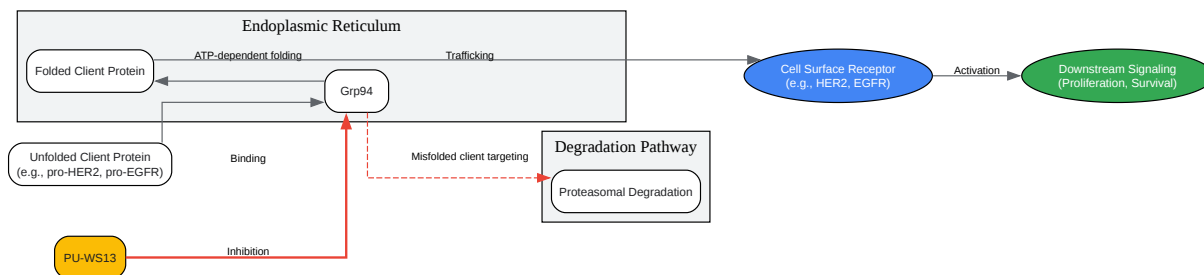 Endoplasmic Reticulum
ATP-dependent folding
Trafficking
Folded Client Protein
Grp94
Cell Surface Receptor
(e.g., HER2, EGFR)
Activation
Downstream Signaling
(Proliferation, Survival)
Unfolded Client Protein
(e.g., pro-HER2, pro-EGFR)
Binding
Misfolded client targeting
Degradation Pathway
Proteasomal Degradation
PU-WS13
Inhibition